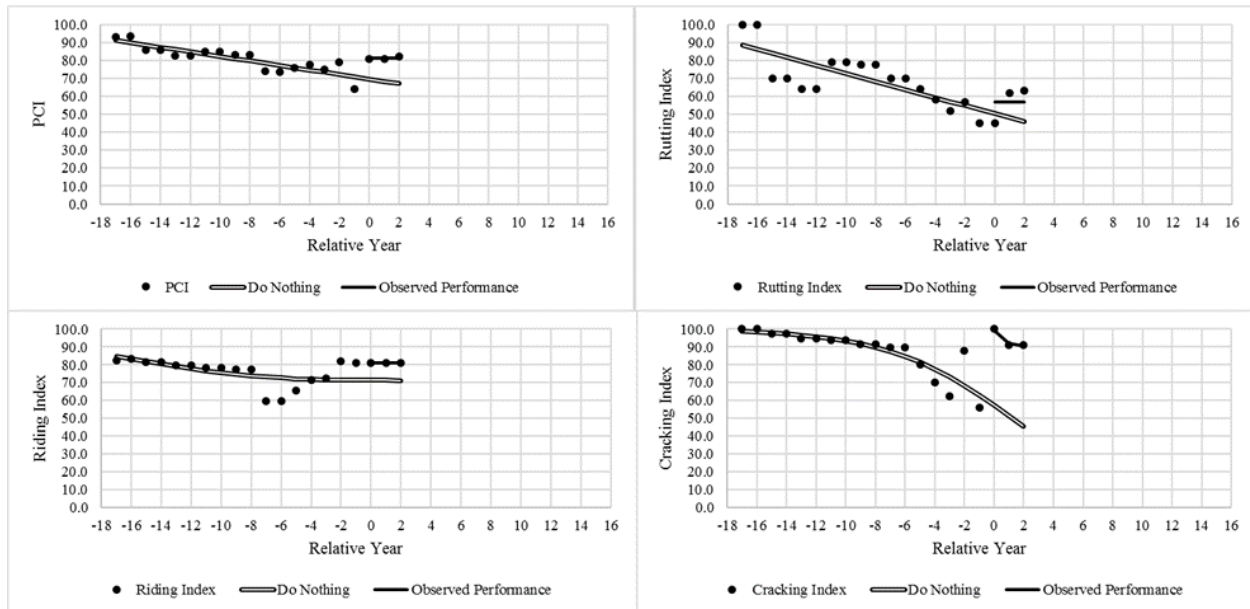 100.0
90.0
80.0
70.0
60.0
50.0
40.0
30.0
20.0
10.0
0.0
PCI
-18 -16 -14 -12 -10 -8 -6 -4 -2 0 2 4 6 8 10 12 14 16
Relative Year
PCI Do Nothing Observed Performance
100.0
90.0
80.0
70.0
60.0
50.0
40.0
30.0
20.0
10.0
0.0
Rutting Index
-18 -16 -14 -12 -10 -8 -6 -4 -2 0 2 4 6 8 10 12 14 16
Relative Year
Rutting Index Do Nothing Observed Performance
100.0
90.0
80.0
70.0
60.0
50.0
40.0
30.0
20.0
10.0
0.0
Riding Index
-18 -16 -14 -12 -10 -8 -6 -4 -2 0 2 4 6 8 10 12 14 16
Relative Year
Riding Index Do Nothing Observed Performance
100.0
90.0
80.0
70.0
60.0
50.0
40.0
30.0
20.0
10.0
0.0
Cracking Index
-18 -16 -14 -12 -10 -8 -6 -4 -2 0 2 4 6 8 10 12 14 16
Relative Year
Cracking Index Do Nothing Observed Performance